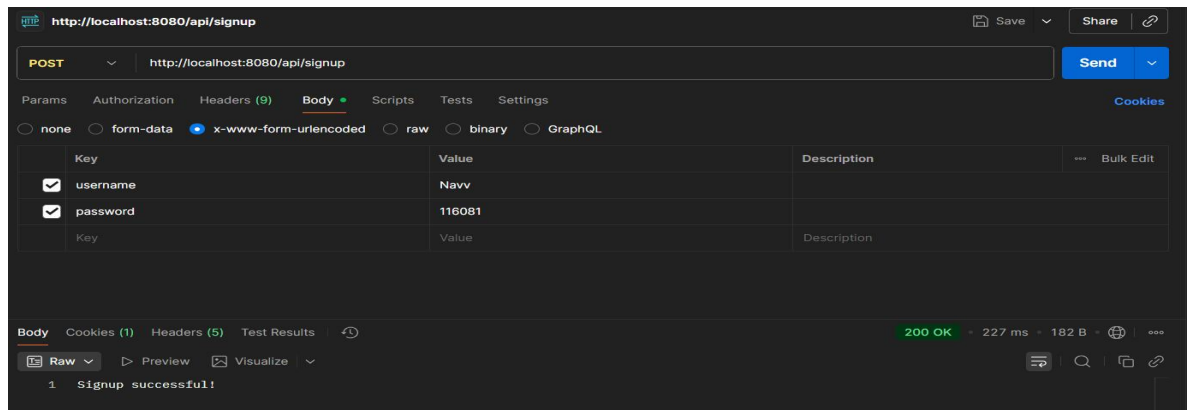 HTTP http://localhost:8080/api/signup Save Share
POST http://localhost:8080/api/signup Send
Params Authorization Headers (9) Body Scripts Tests Settings Cookies
none form-data x-www-form-urlencoded raw binary GraphQL
Key Value Description Bulk Edit
username Navv
password 116081
Key Value Description
Body Cookies (1) Headers (5) Test Results 200 OK 227 ms 182 B
Raw Preview Visualize
1 Signup successful!